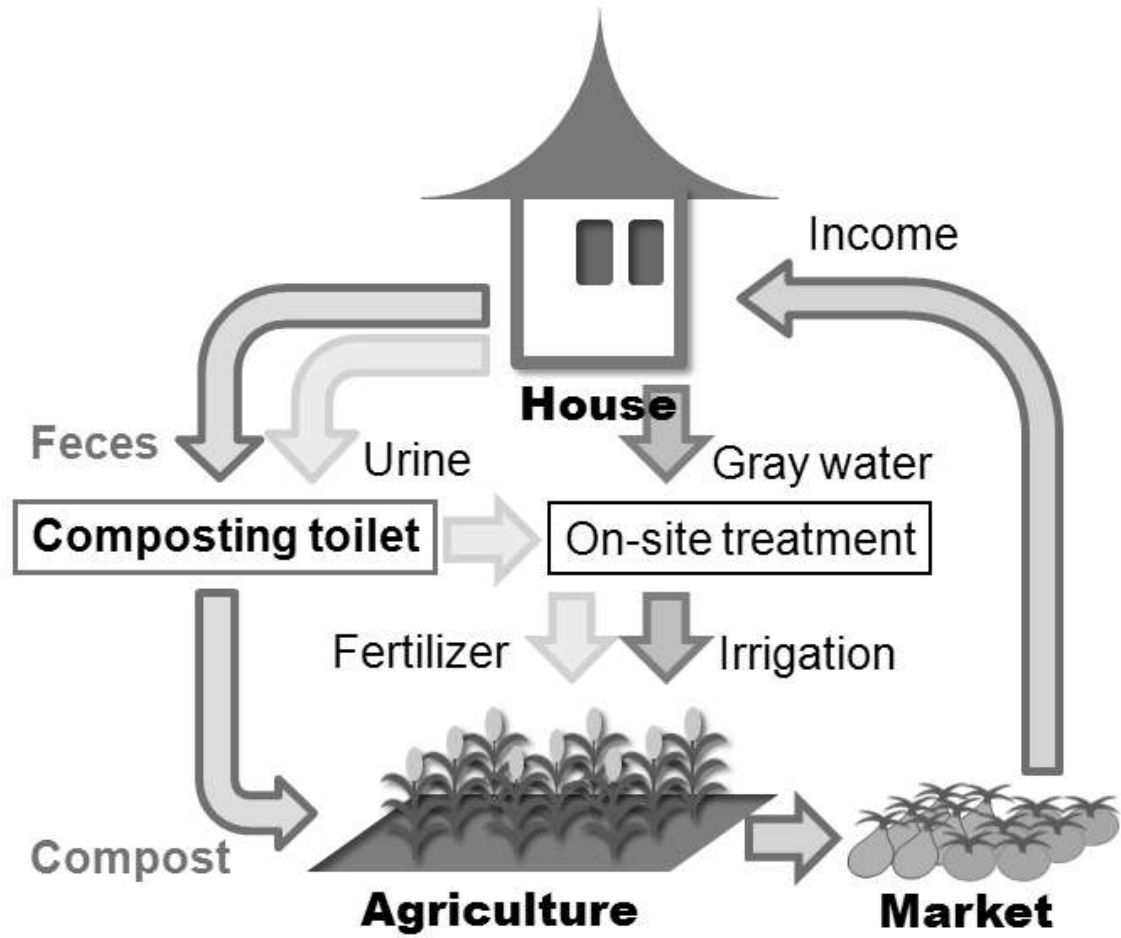 Income
House
Feces
Urine
Gray water
Composting toilet
On-site treatment
Fertilizer
Irrigation
Compost
Agriculture
Market